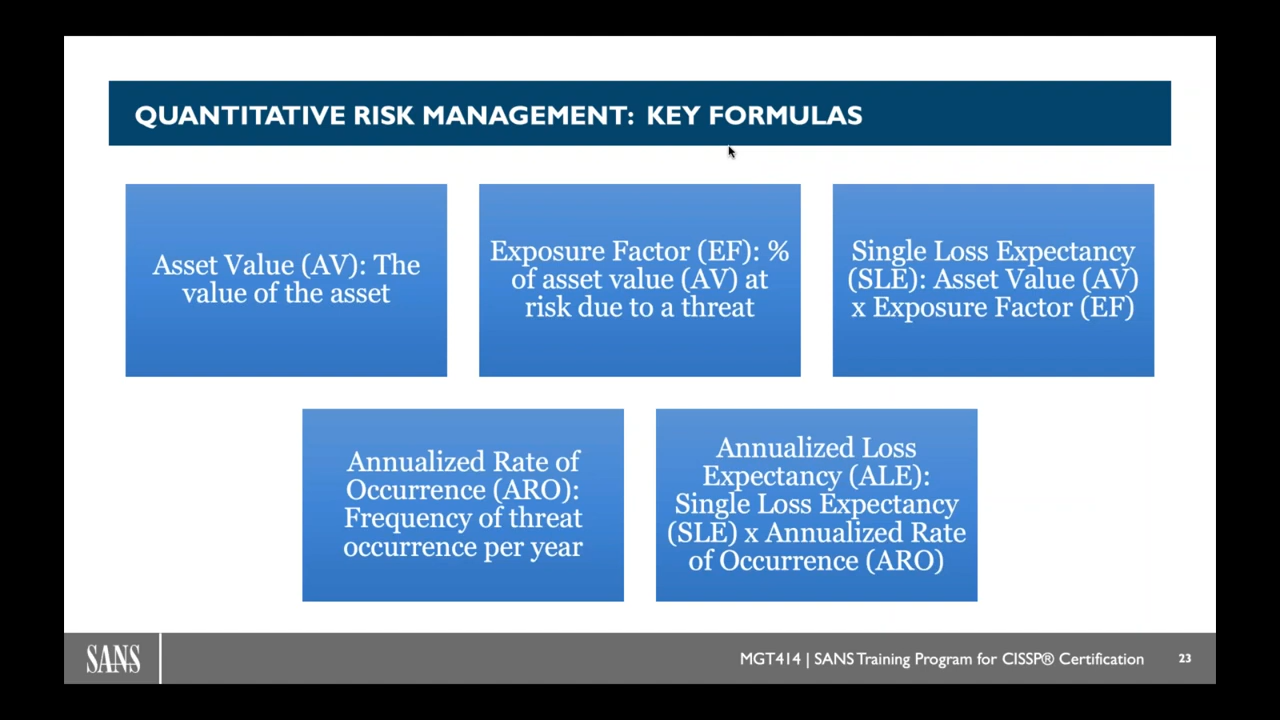 QUANTITATIVE RISK MANAGEMENT: KEY FORMULAS
Asset Value (AV): The
value of the asset
Exposure Factor (EF): %
of asset value (AV) at
risk due to a threat
Single Loss Expectancy
(SLE): Asset Value (AV)
x Exposure Factor (EF)
Annualized Rate of
Occurrence (ARO):
Frequency of threat
occurrence per year
Annualized Loss
Expectancy (ALE):
Single Loss Expectancy
(SLE) x Annualized Rate
of Occurrence (ARO)
SANS
MGT414 | SANS Training Program for CISSP® Certification
23